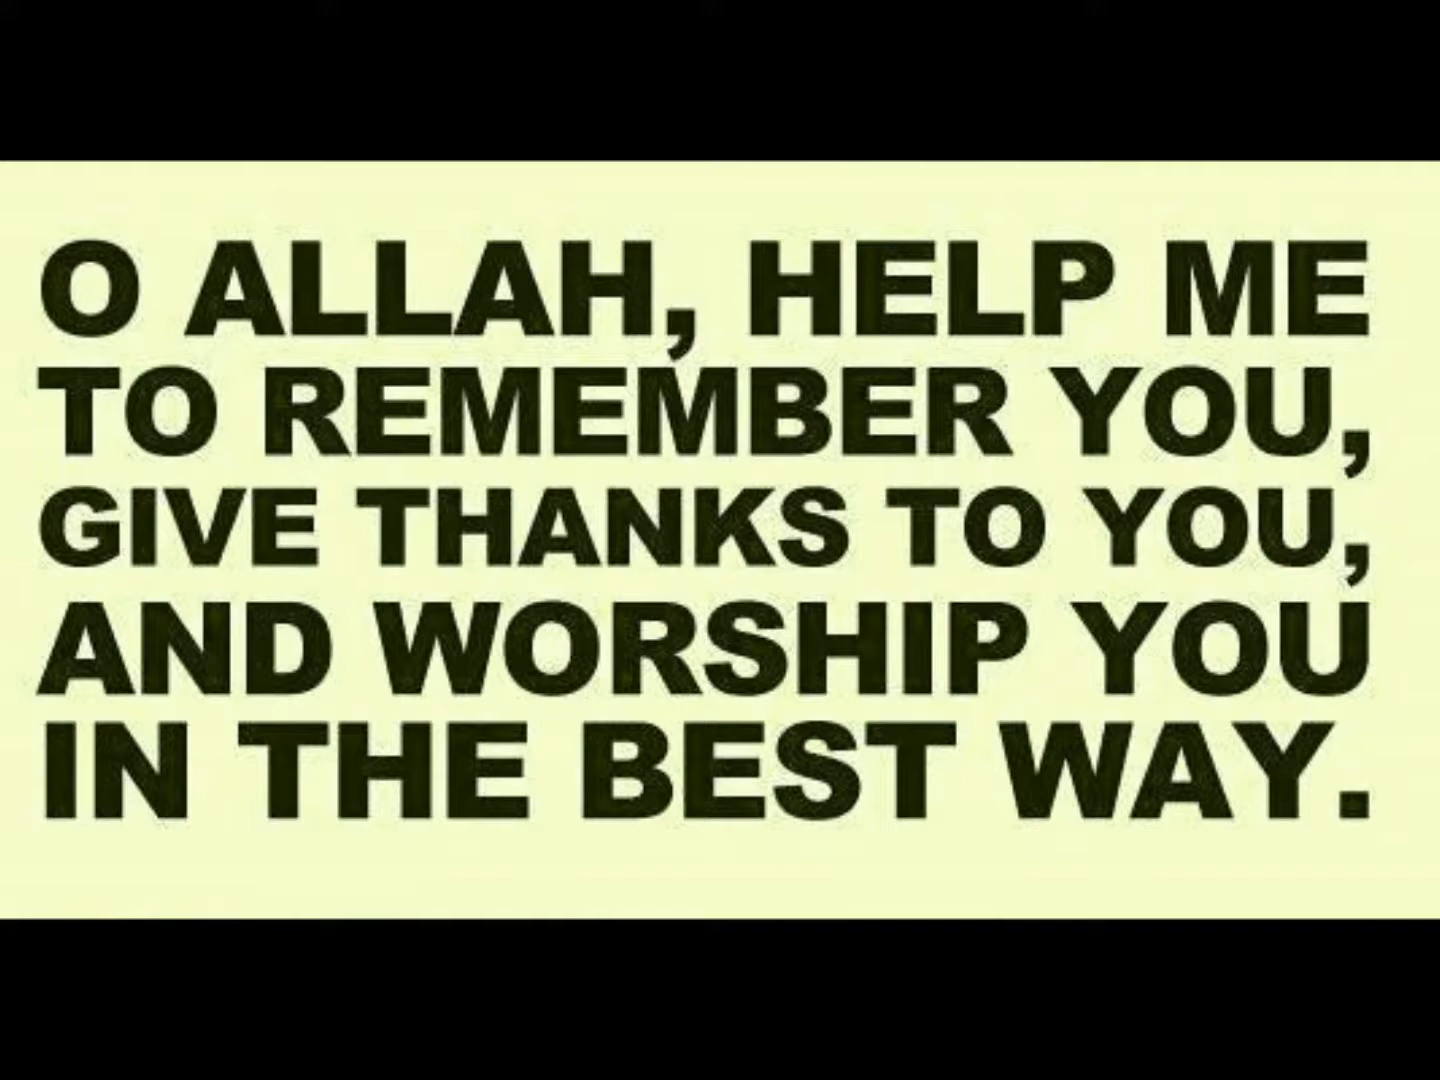 O ALLAH, HELP ME
TO REMEMBER YOU,
GIVE THANKS TO YOU,
AND WORSHIP YOU
IN THE BEST WAY.